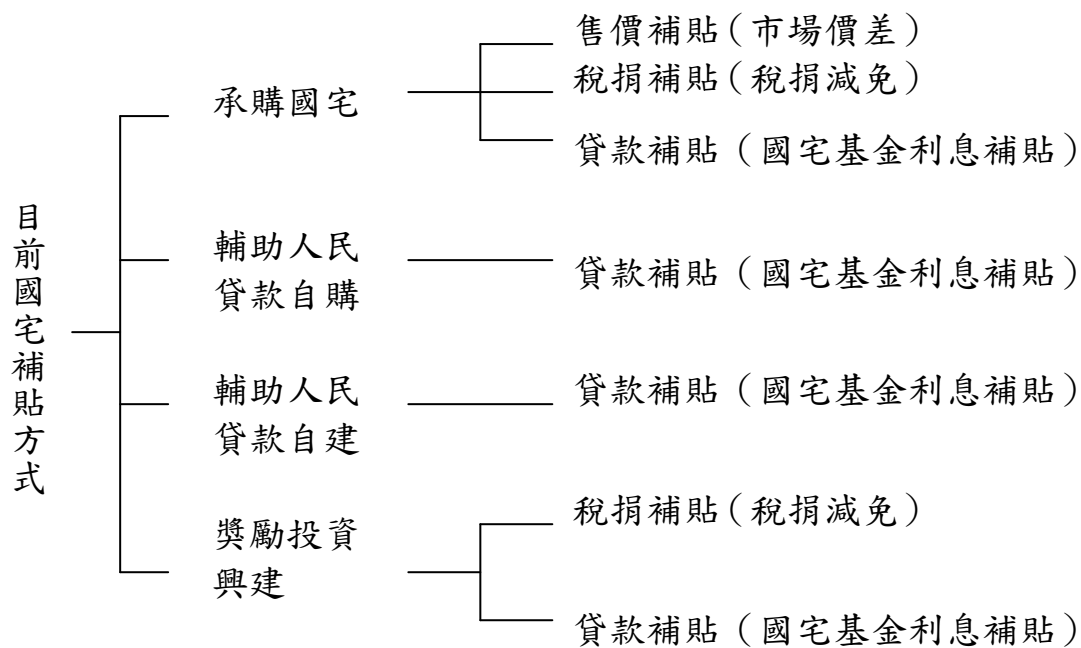 目前國宅補貼方式
承購國宅
售價補貼(市場價差)
稅捐補貼(稅捐減免)
貸款補貼(國宅基金利息補貼)
輔助人民
貸款自購
貸款補貼(國宅基金利息補貼)
輔助人民
貸款自建
貸款補貼(國宅基金利息補貼)
獎勵投資
興建
稅捐補貼(稅捐減免)
貸款補貼(國宅基金利息補貼)